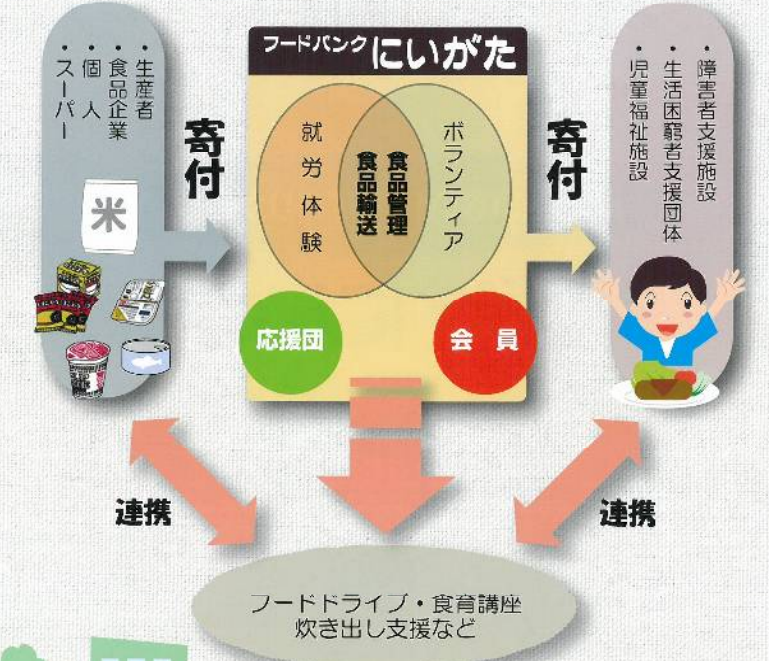 ・生産者
・食品企業
・個人
・スーパー
米
寄付
フードバンクにいがた
就労体験
食品管理
食品輸送
ボランティア
応援団
会員
寄付
・障害者支援施設
・生活困窮者支援団体
・児童福祉施設
連携
連携
フードドライブ・食育講座
炊き出し支援など